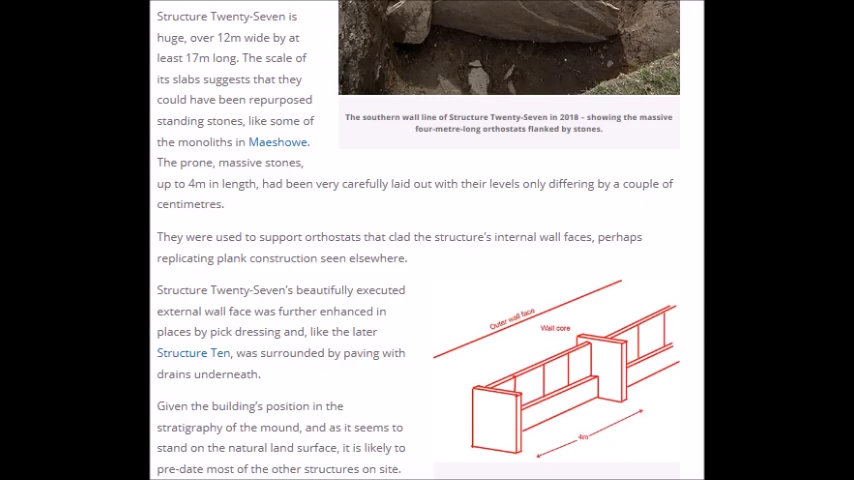 Structure Twenty-Seven is
huge, over 12m wide by at
least 17m long. The scale of
its slabs suggests that they
could have been repurposed
standing stones, like some of
the monoliths in Maeshowe.
The prone, massive stones,
up to 4m in length, had been very carefully laid out with their levels only differing by a couple of
centimetres.
The southern wall line of Structure Twenty-Seven in 2018 – showing the massive
four-metre-long orthostats flanked by stones.
They were used to support orthostats that clad the structure's internal wall faces, perhaps
replicating plank construction seen elsewhere.
Structure Twenty-Seven's beautifully executed
external wall face was further enhanced in
places by pick dressing and, like the later
Structure Ten, was surrounded by paving with
drains underneath.
Given the building's position in the
stratigraphy of the mound, and as it seems to
stand on the natural land surface, it is likely to
pre-date most of the other structures on site.
Outer wall face
Wall core
4m